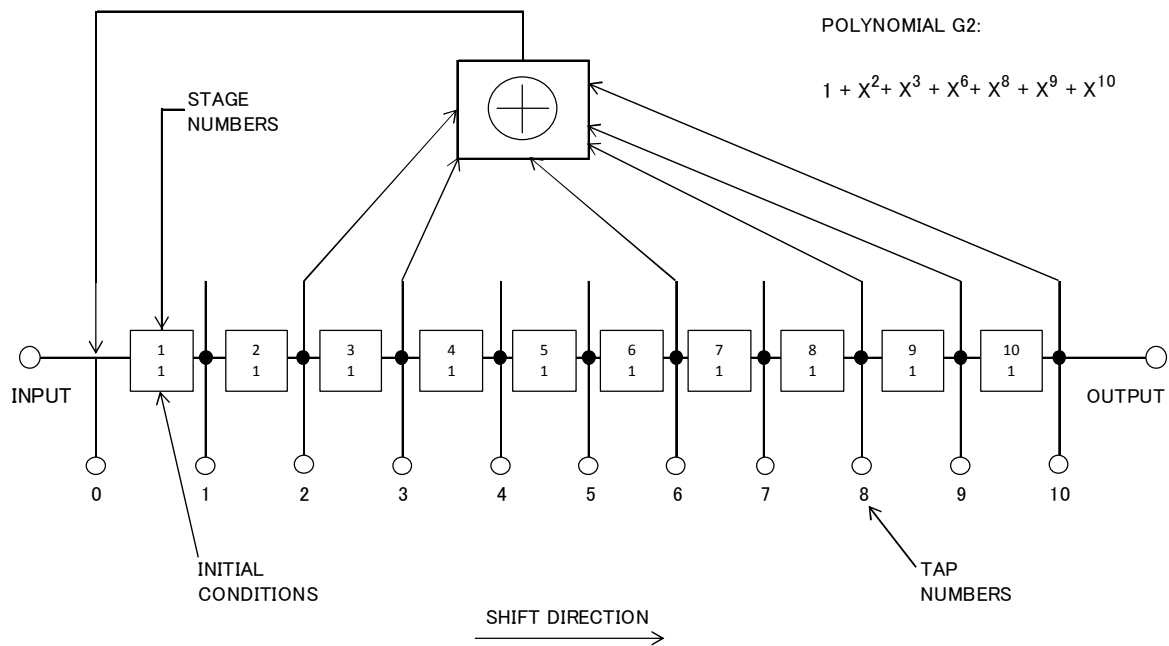 POLYNOMIAL G2:
1 + X² + X³ + X⁶ + X⁸ + X⁹ + X¹⁰
STAGE
NUMBERS
1 2 3 4 5 6 7 8 9 10
1 1 1 1 1 1 1 1 1 1
INPUT
OUTPUT
0 1 2 3 4 5 6 7 8 9 10
INITIAL
CONDITIONS
TAP
NUMBERS
SHIFT DIRECTION